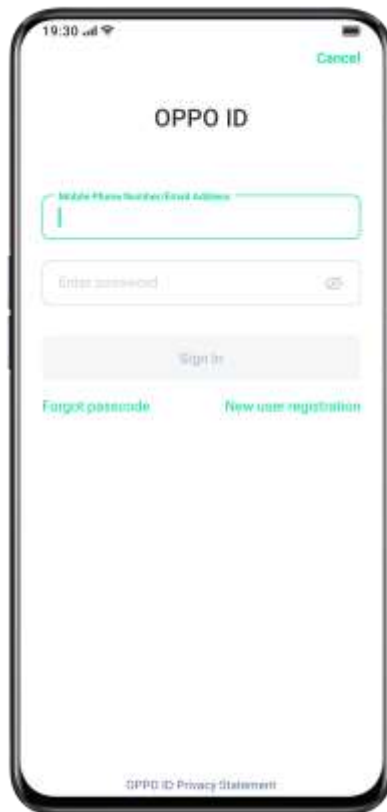 19:30
Cancel
OPPO ID
Mobile Phone Number/Email Address
Enter password
Sign In
Forgot passcode New user registration
OPPO ID Privacy Statement